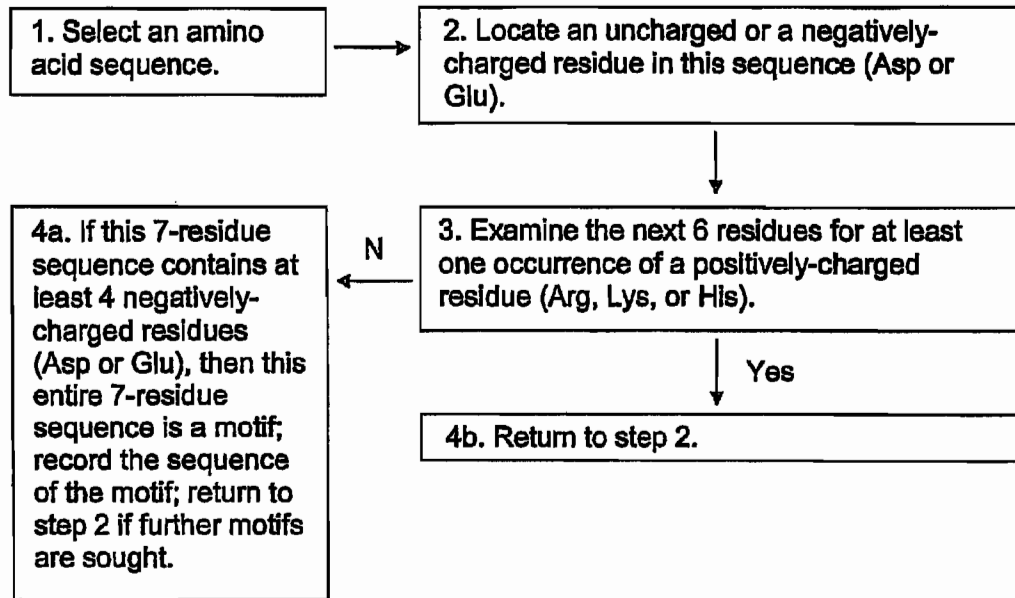 1. Select an amino
acid sequence.
2. Locate an uncharged or a negatively-
charged residue in this sequence (Asp or
Glu).
3. Examine the next 6 residues for at least
one occurrence of a positively-charged
residue (Arg, Lys, or His).
N
4a. If this 7-residue
sequence contains at
least 4 negatively-
charged residues
(Asp or Glu), then this
entire 7-residue
sequence is a motif;
record the sequence
of the motif; return to
step 2 if further motifs
are sought.
Yes
4b. Return to step 2.